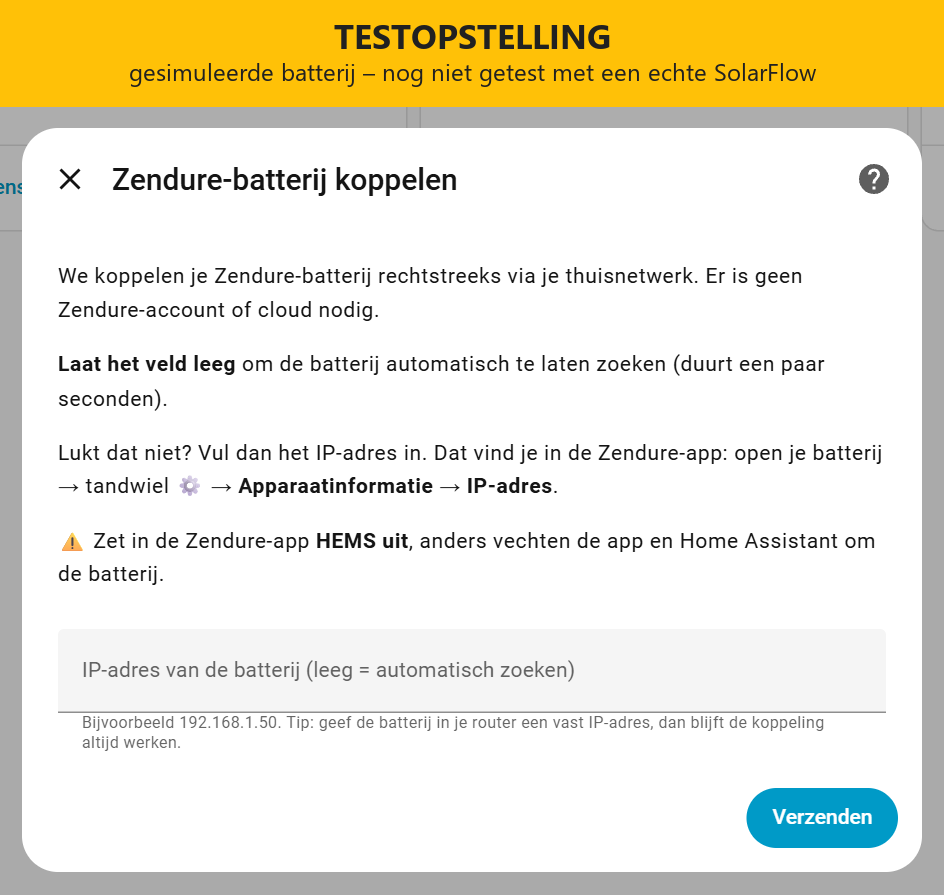 TESTOPSTELLING
gesimuleerde batterij – nog niet getest met een echte SolarFlow
ens
Zendure-batterij koppelen
We koppelen je Zendure-batterij rechtstreeks via je thuisnetwerk. Er is geen
Zendure-account of cloud nodig.
Laat het veld leeg om de batterij automatisch te laten zoeken (duurt een paar
seconden).
Lukt dat niet? Vul dan het IP-adres in. Dat vind je in de Zendure-app: open je batterij
→ tandwiel ⚙️ → Apparaatinformatie → IP-adres.
⚠️ Zet in de Zendure-app HEMS uit, anders vechten de app en Home Assistant om
de batterij.
IP-adres van de batterij (leeg = automatisch zoeken)
Bijvoorbeeld 192.168.1.50. Tip: geef de batterij in je router een vast IP-adres, dan blijft de koppeling
altijd werken.
Verzenden